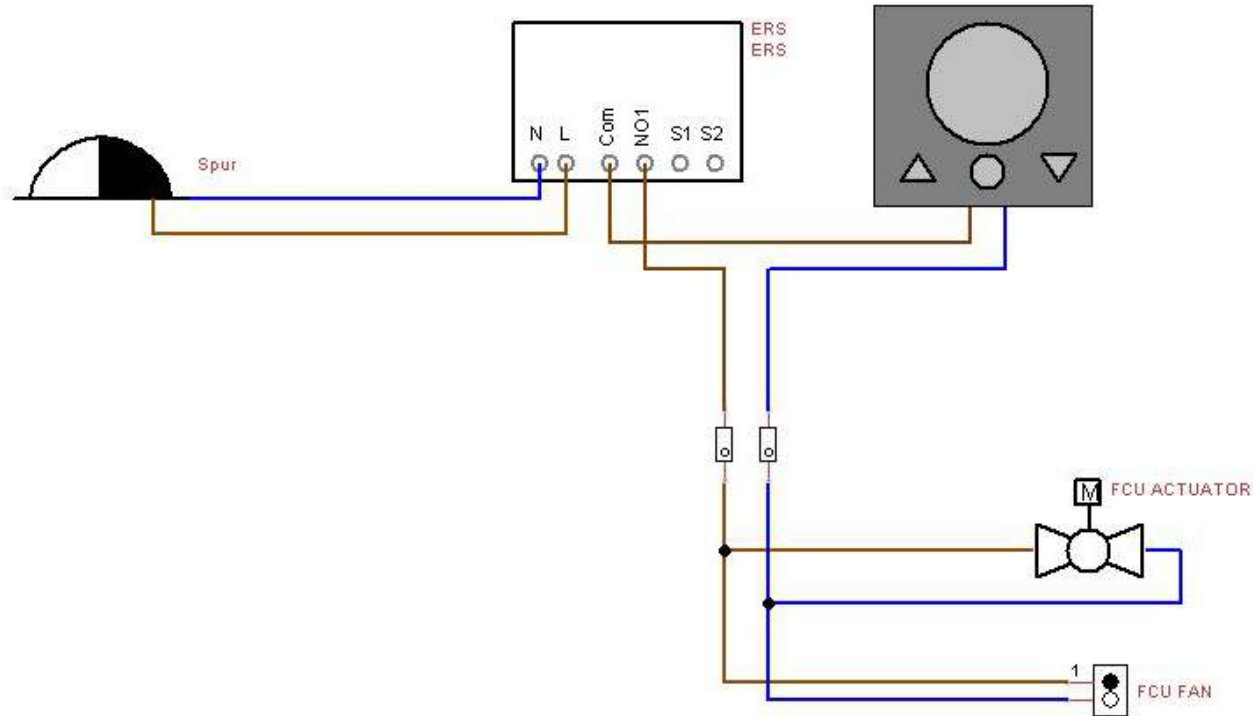 ERS
ERS
Com
NO1
N L S1 S2
Spur
M FCU ACTUATOR
1
FCU FAN